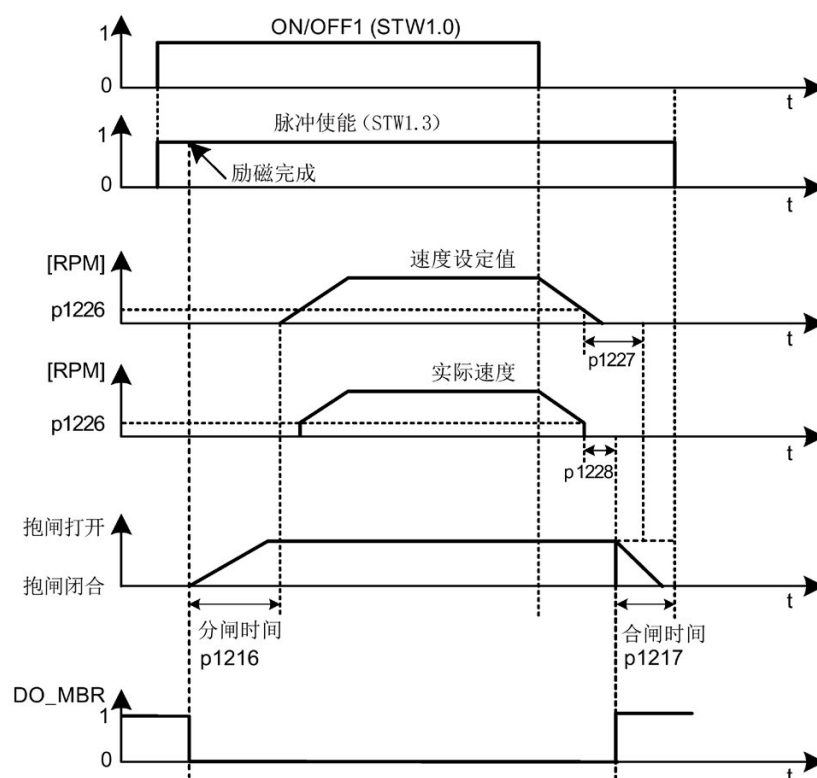 ON/OFF1 (STW1.0)
1
0
t
脉冲使能（STW1.3）
1
励磁完成
0
t
[RPM]
速度设定值
p1226
p1227
t
[RPM]
实际速度
p1226
t
p1228
抱闸打开
抱闸闭合
t
分闸时间
p1216
合闸时间
p1217
DO_MBR
1
0
t